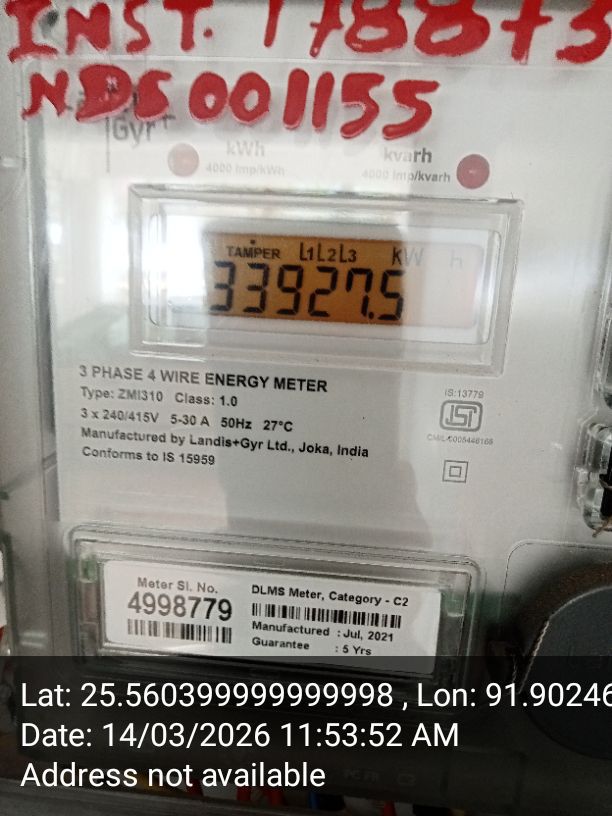 INST. 178873
NDS001155
Gyr+
kWh
4000 imp/kWh
kvarh
4000 imp/kvarh
TAMPER L1L2L3 KW h
33927.5
3 PHASE 4 WIRE ENERGY METER
Type: ZMI310 Class: 1.0
3 x 240/415V 5-30 A 50Hz 27°C
Manufactured by Landis+Gyr Ltd., Joka, India
Conforms to IS 15959
IS:13779
ISI
Meter Sl. No.
4998779
DLMS Meter, Category - C2
Manufactured : Jul, 2021
Guarantee : 5 Yrs
Lat: 25.560399999999998 , Lon: 91.90246
Date: 14/03/2026 11:53:52 AM
Address not available